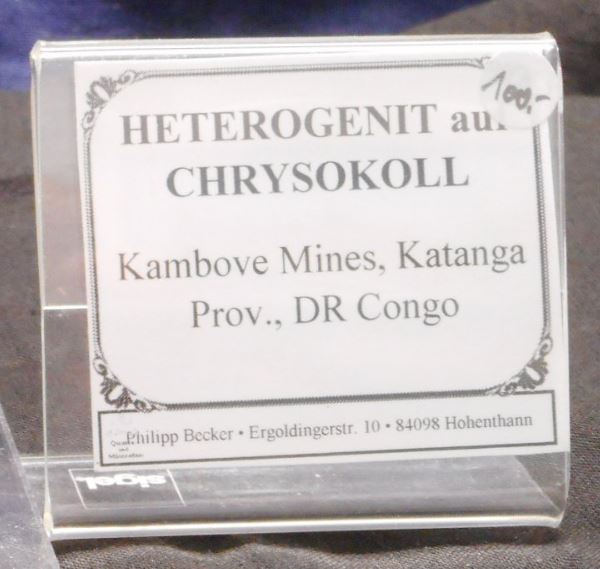 100.-
HETEROGENIT auf
CHRYSOKOLL
Kambove Mines, Katanga
Prov., DR Congo
Philipp Becker • Ergoldingerstr. 10 • 84098 Hohenthann
sigel